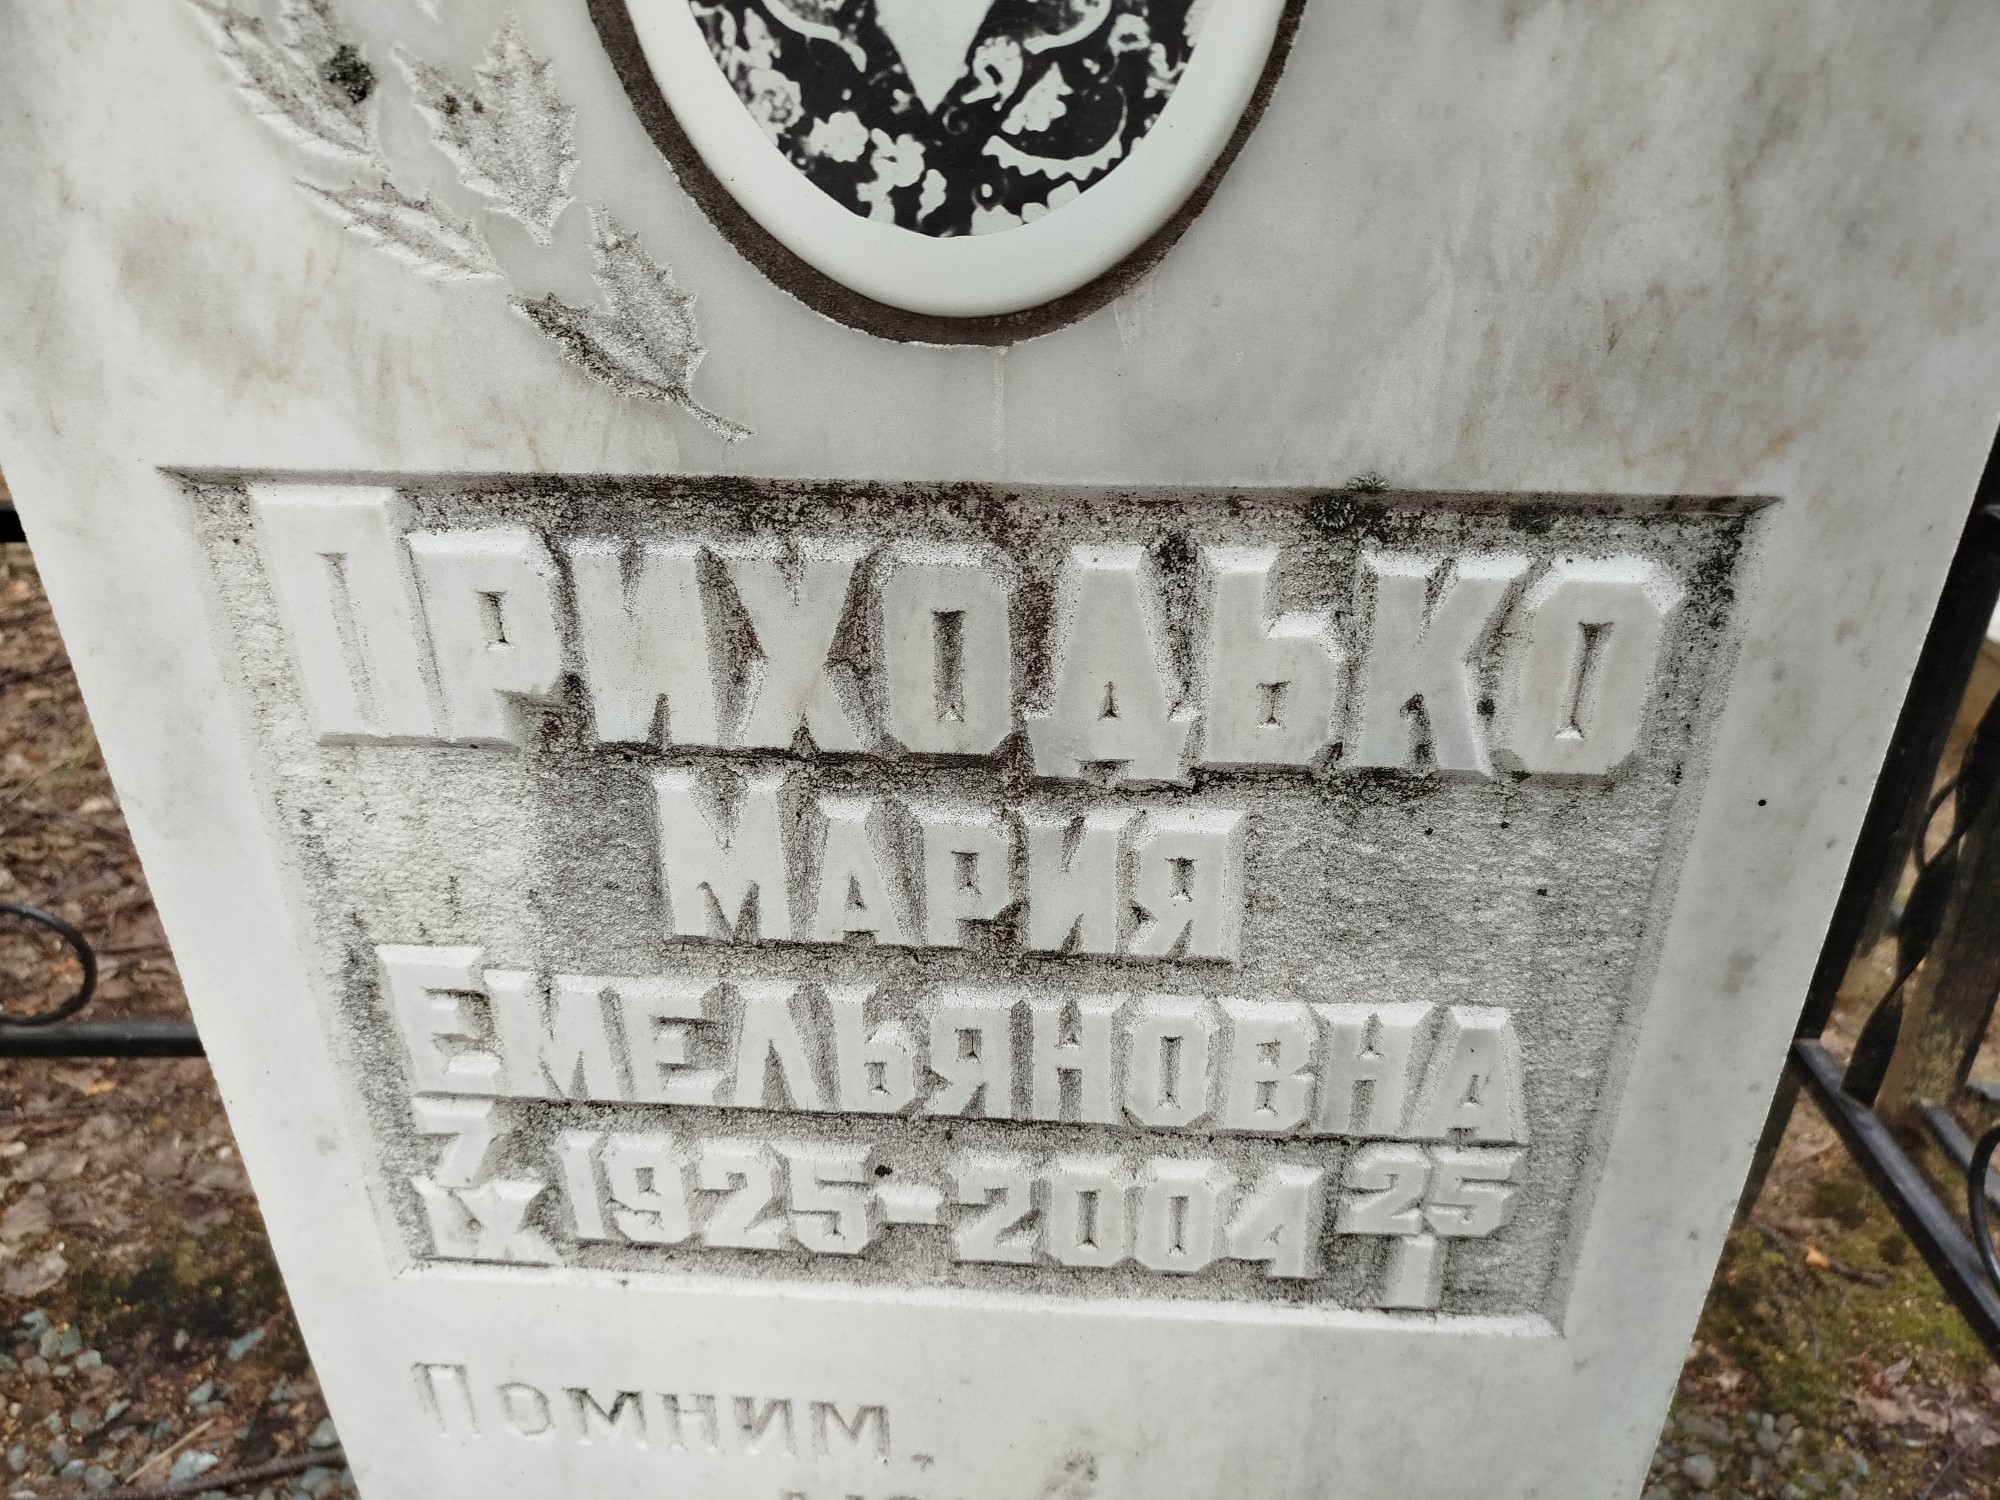 Приходько
Мария
Емельяновна
7
IX 1925-2004 25
I
Помним,